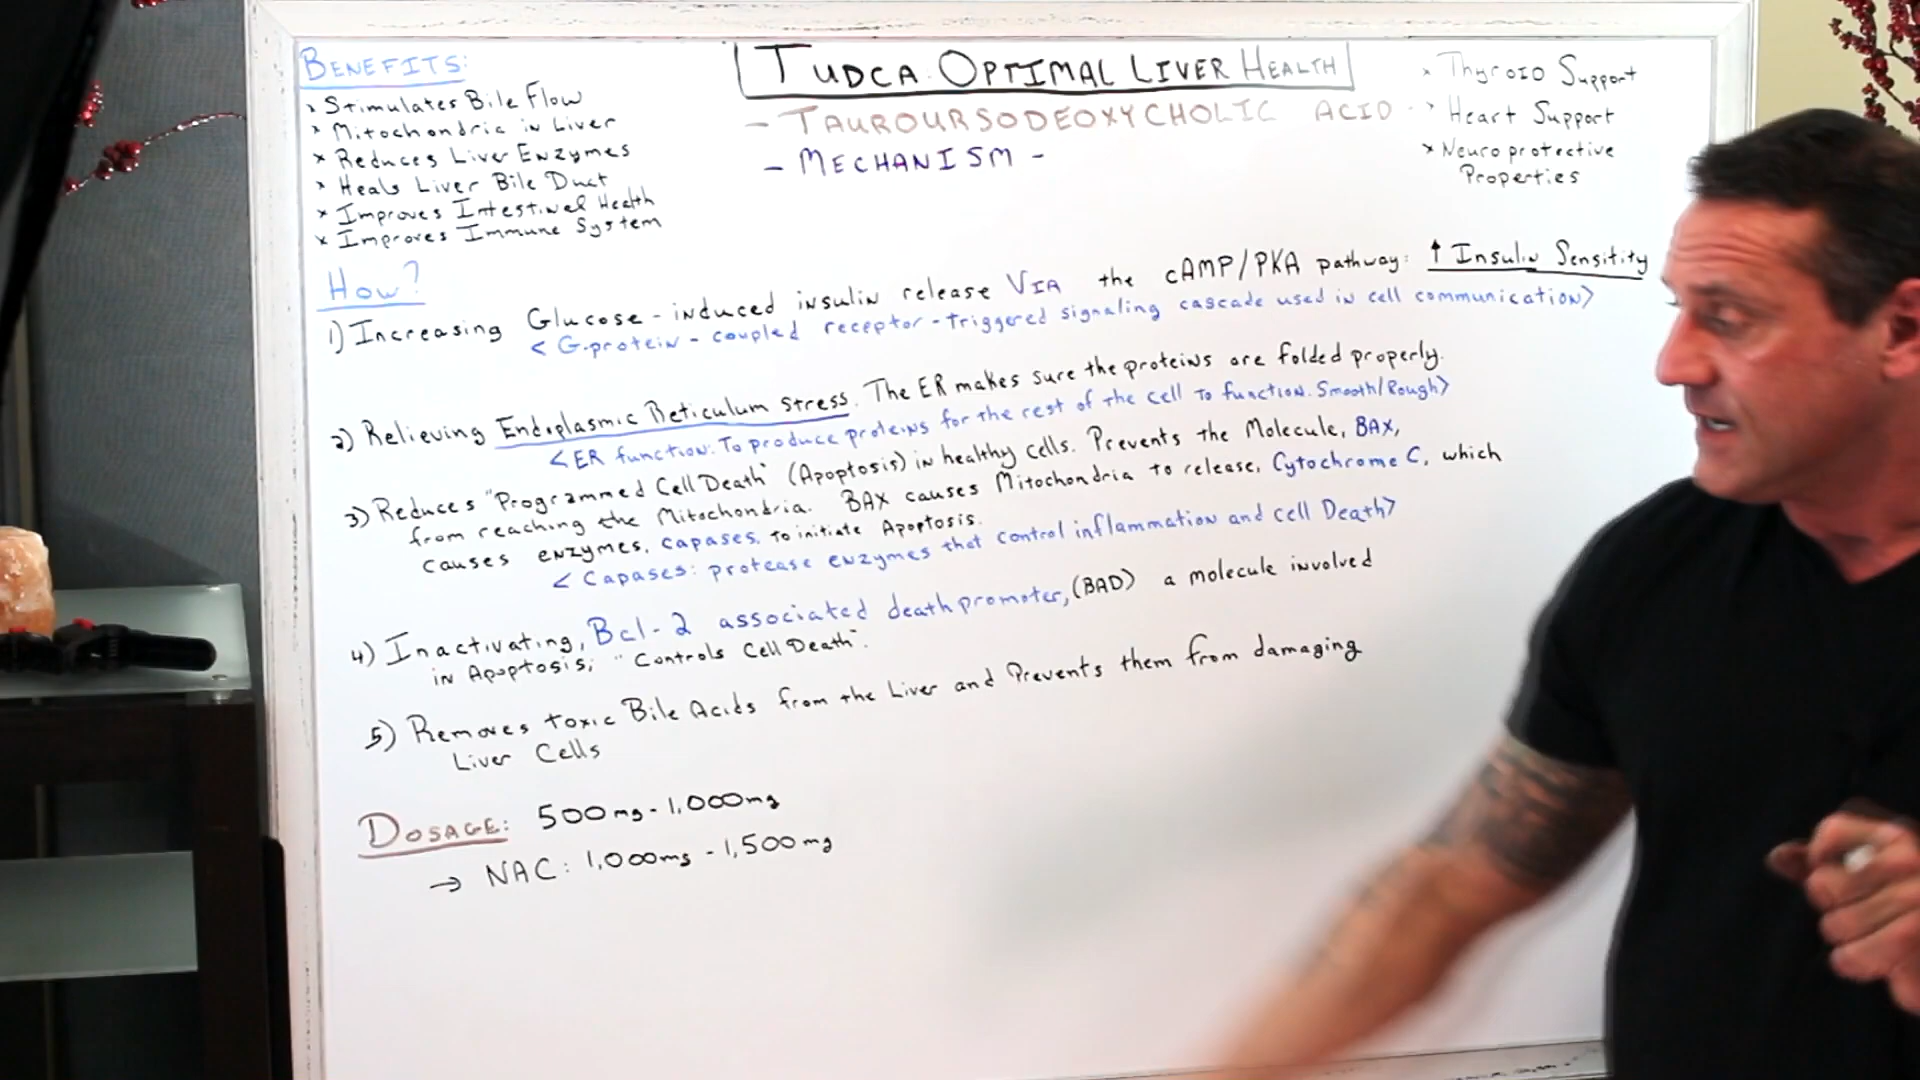 BENEFITS:
× Stimulates Bile Flow
× Mitochondria in Liver
× Reduces Liver Enzymes
× Heals Liver Bile Duct
× Improves Intestinel Health
× Improves Immune System
TUDCA: OPTIMAL LIVER HEALTH
- TAUROURSODEOXYCHOLIC ACID -
- MECHANISM -
× Thyroid Support
× Heart Support
× Neuroprotective
Properties
How?
1) Increasing Glucose-induced insulin release VIA the cAMP/PKA pathway: ↑ Insulin Sensitity
< G-protein-coupled receptor-triggered signaling cascade used in cell communication>
2) Relieving Endoplasmic Reticulum stress. The ER makes sure the proteins are folded properly.
<ER function: To produce proteins for the rest of the cell to function. Smooth/Rough>
3) Reduces "Programmed Cell Death" (Apoptosis) in healthy cells. Prevents the Molecule, BAX,
from reaching the Mitochondria. BAX causes Mitochondria to release, Cytochrome C, which
causes enzymes, capases, to initiate Apoptosis.
< Capases: protease enzymes that control inflammation and cell Death>
4) Inactivating, Bcl-2 associated death promoter, (BAD) a molecule involved
in Apoptosis; "Controls Cell Death".
5) Removes toxic Bile Acids from the Liver and Prevents them from damaging
Liver Cells
DOSAGE: 500mg - 1,000mg
→ NAC: 1,000mg - 1,500mg